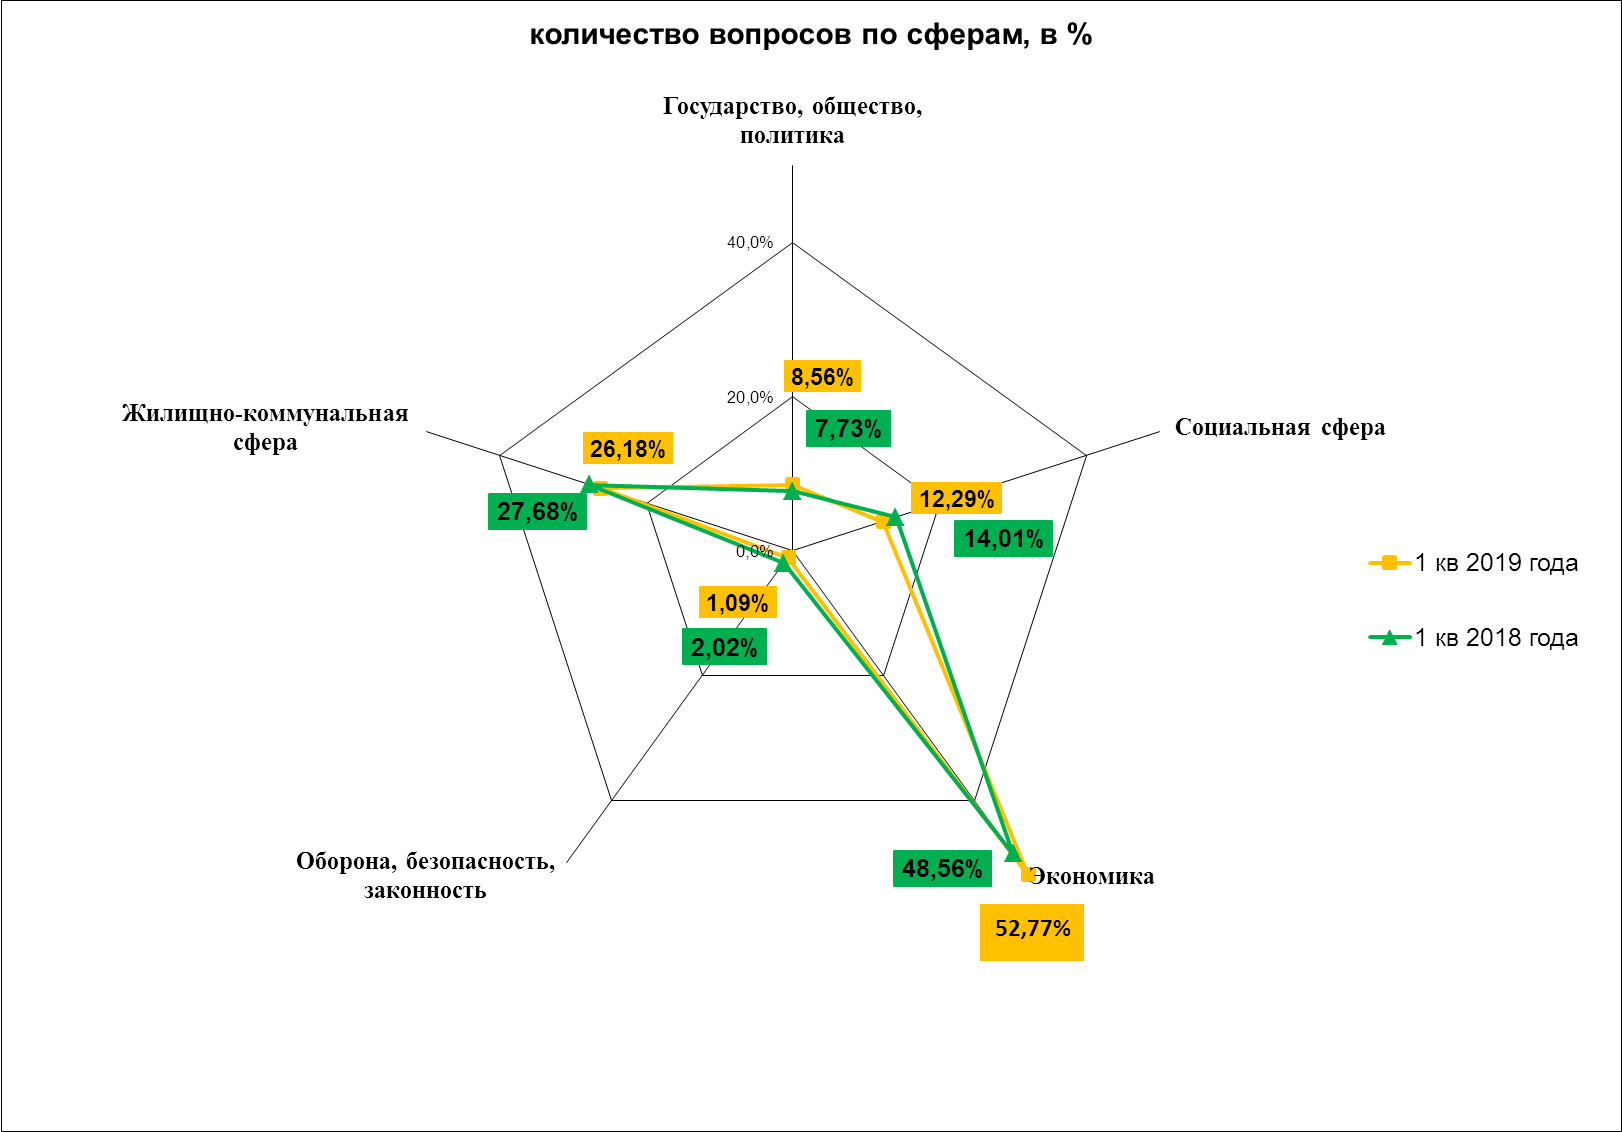 количество вопросов по сферам, в %
Государство, общество,
политика
40,0%
8,56%
20,0%
7,73%
Жилищно-коммунальная
сфера
26,18%
27,68%
Социальная сфера
12,29%
14,01%
0,0%
1,09%
2,02%
1 кв 2019 года
1 кв 2018 года
Оборона, безопасность,
законность
48,56%
Экономика
52,77%